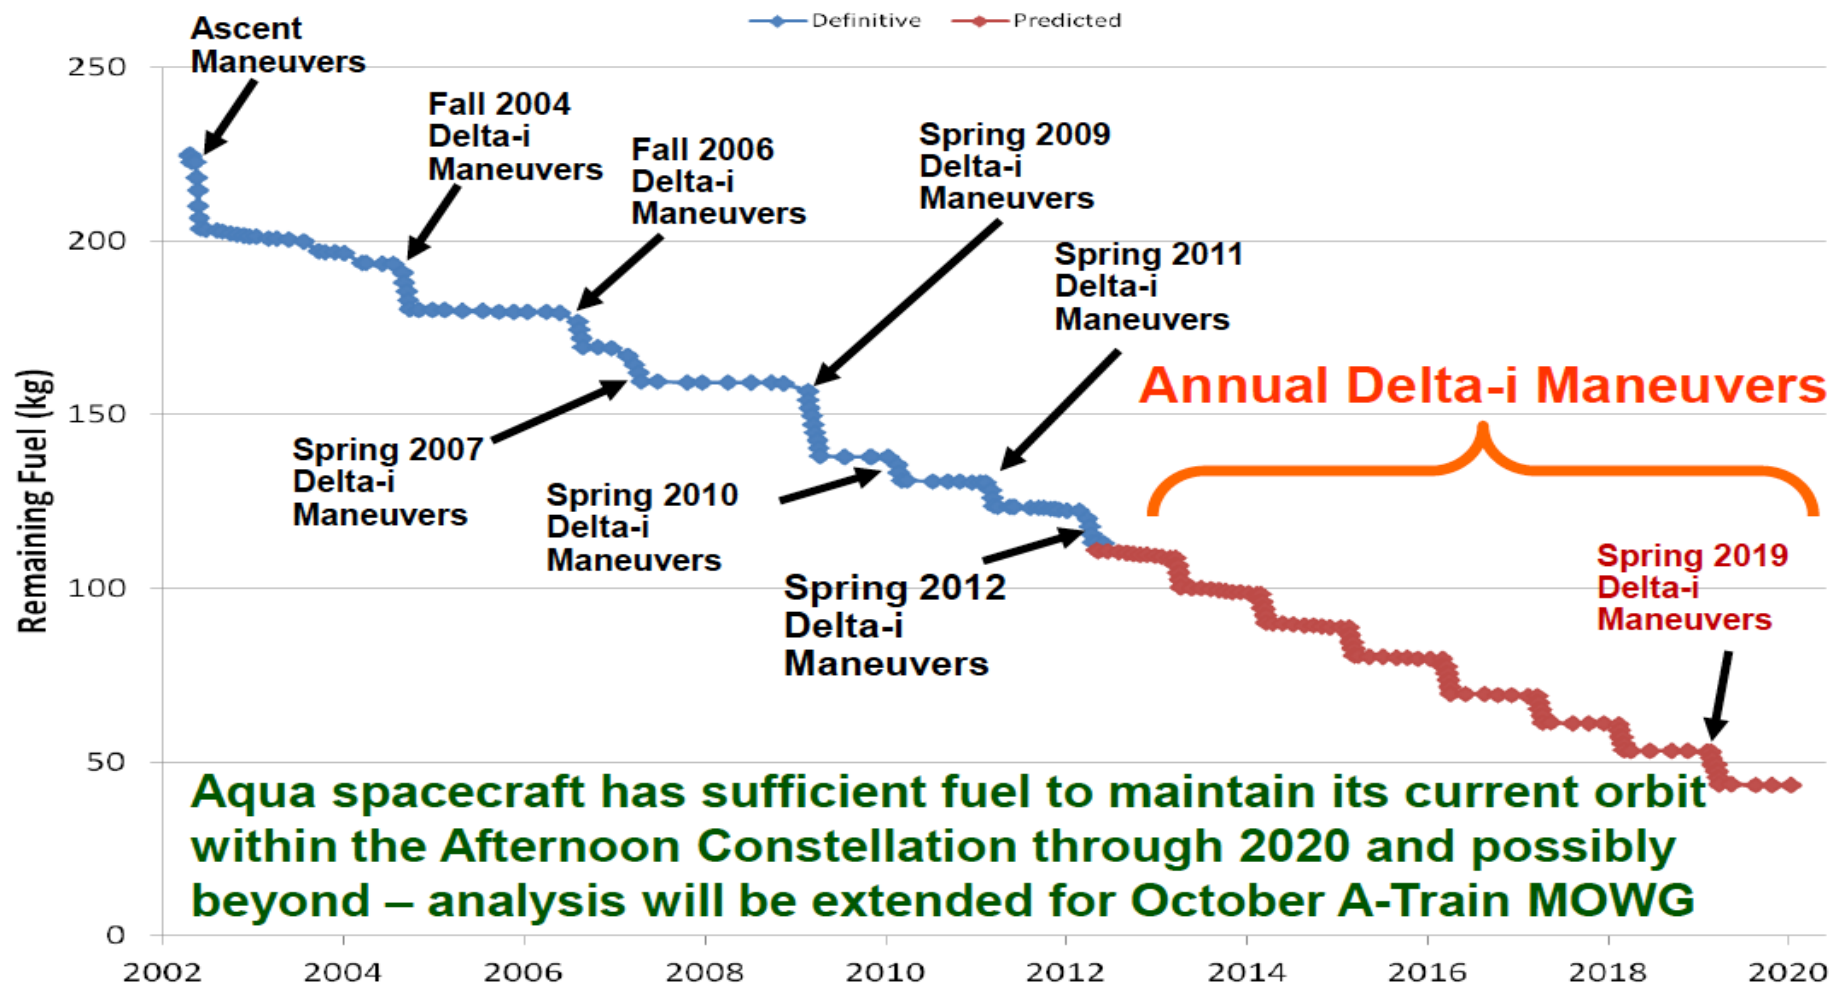 Definitive
Predicted
Ascent
Maneuvers
Fall 2004
Delta-i
Maneuvers
Fall 2006
Delta-i
Maneuvers
Spring 2009
Delta-i
Maneuvers
Spring 2011
Delta-i
Maneuvers
Annual Delta-i Maneuvers
Spring 2007
Delta-i
Maneuvers
Spring 2010
Delta-i
Maneuvers
Spring 2012
Delta-i
Maneuvers
Spring 2019
Delta-i
Maneuvers
Aqua spacecraft has sufficient fuel to maintain its current orbit
within the Afternoon Constellation through 2020 and possibly
beyond – analysis will be extended for October A-Train MOWG
Remaining Fuel (kg)
250
200
150
100
50
0
2002
2004
2006
2008
2010
2012
2014
2016
2018
2020